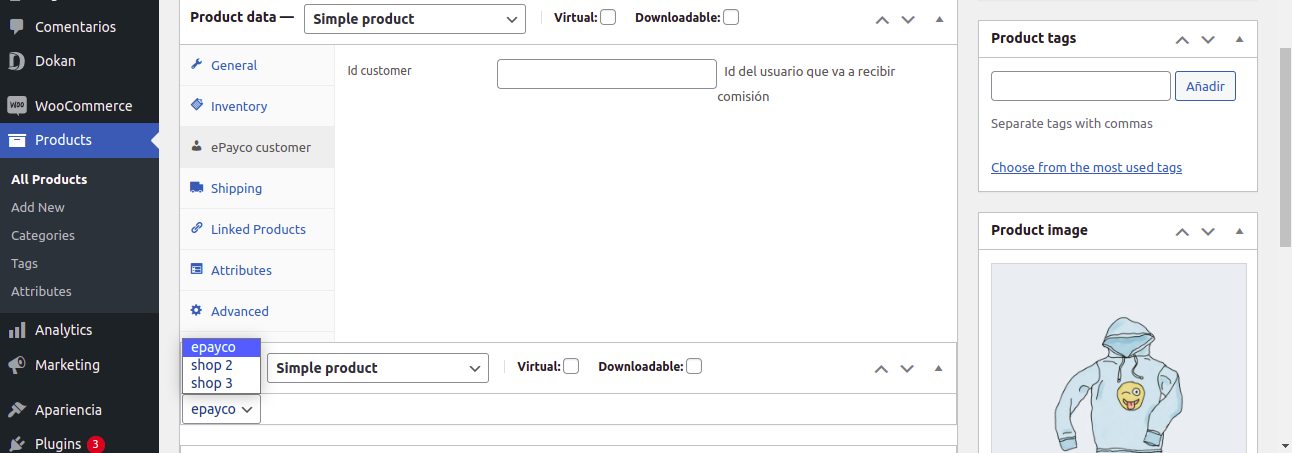 Comentarios
Dokan
WOO WooCommerce
Products
All Products
Add New
Categories
Tags
Attributes
Analytics
Marketing
Apariencia
Plugins 3
Product data — Simple product Virtual: Downloadable:
General
Inventory
ePayco customer
Shipping
Linked Products
Attributes
Advanced
Id customer Id del usuario que va a recibir
comisión
epayco
shop 2
shop 3
Simple product Virtual: Downloadable:
epayco
Product tags
Añadir
Separate tags with commas
Choose from the most used tags
Product image